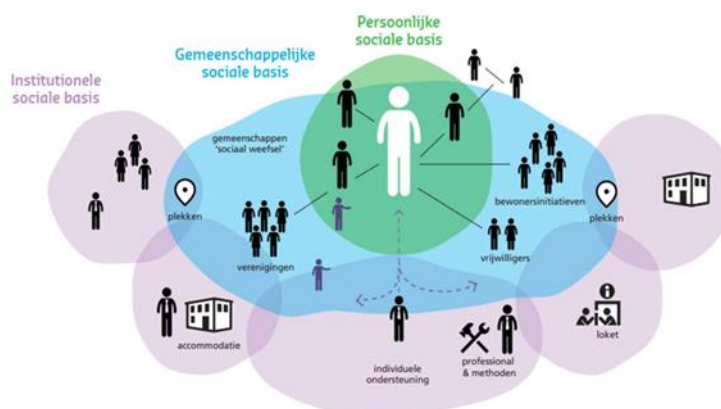 Persoonlijke
sociale basis
Gemeenschappelijke
sociale basis
Institutionele
sociale basis
gemeenschappen
'sociaal weefsel'
plekken
bewonersinitiatieven
plekken
verenigingen
vrijwilligers
accommodatie
individuele
ondersteuning
professional
& methoden
loket